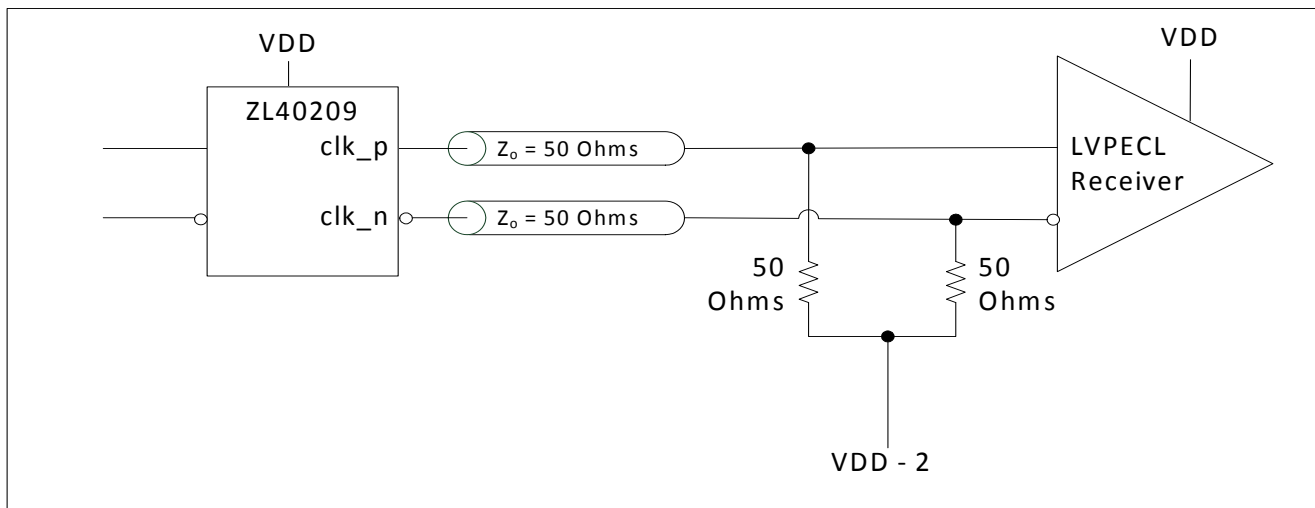 VDD
VDD
ZL40209
clk_p
Zo = 50 Ohms
LVPECL
Receiver
clk_n
Zo = 50 Ohms
50
Ohms
50
Ohms
VDD - 2